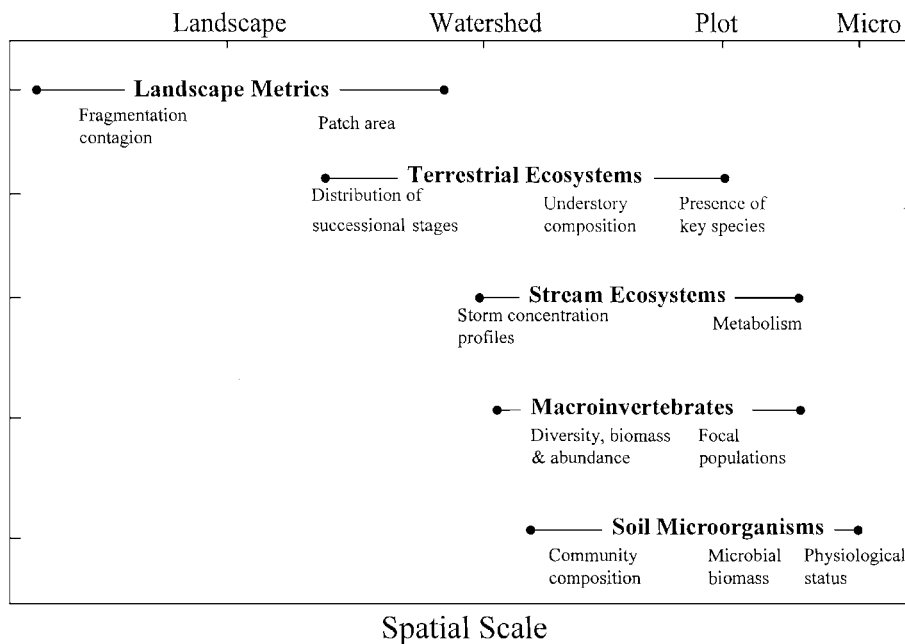 Landscape Watershed Plot Micro
Landscape Metrics
Fragmentation
contagion
Patch area
Terrestrial Ecosystems
Distribution of
successional stages
Understory
composition
Presence of
key species
Stream Ecosystems
Storm concentration
profiles
Metabolism
Macroinvertebrates
Diversity, biomass
& abundance
Focal
populations
Soil Microorganisms
Community
composition
Microbial
biomass
Physiological
status
Spatial Scale